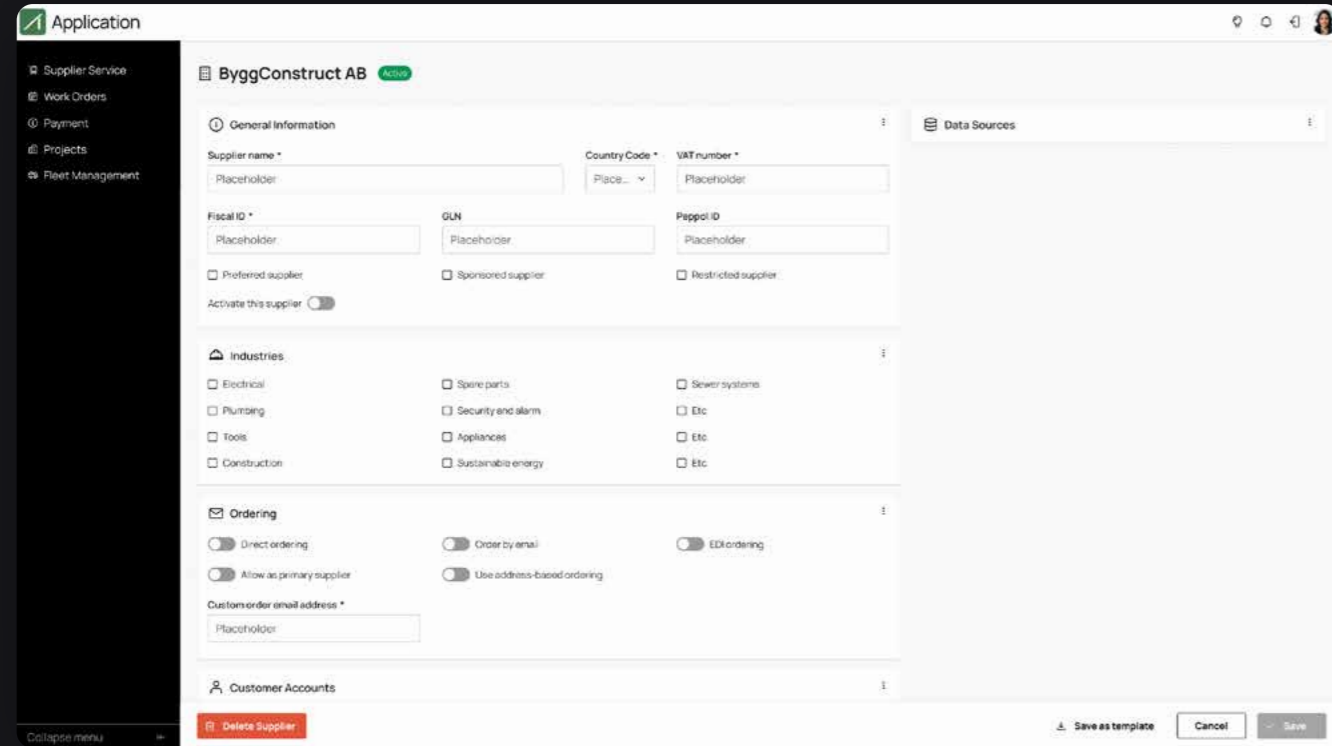 Application
Supplier Service
Work Orders
Payment
Projects
Fleet Management
Collapse menu
ByggConstruct AB Active
General Information
Supplier name * Country Code * VAT number *
Placeholder Place... Placeholder
Fiscal ID * GLN Peppol ID
Placeholder Placeholder Placeholder
Preferred supplier Sponsored supplier Restricted supplier
Activate this supplier
Industries
Electrical Spare parts Sewer systems
Plumbing Security and alarm Etc
Tools Appliances Etc
Construction Sustainable energy Etc
Ordering
Direct ordering Order by email EDI ordering
Allow as primary supplier Use address-based ordering
Custom order email address *
Placeholder
Customer Accounts
Data Sources
Delete Supplier Save as template Cancel Save